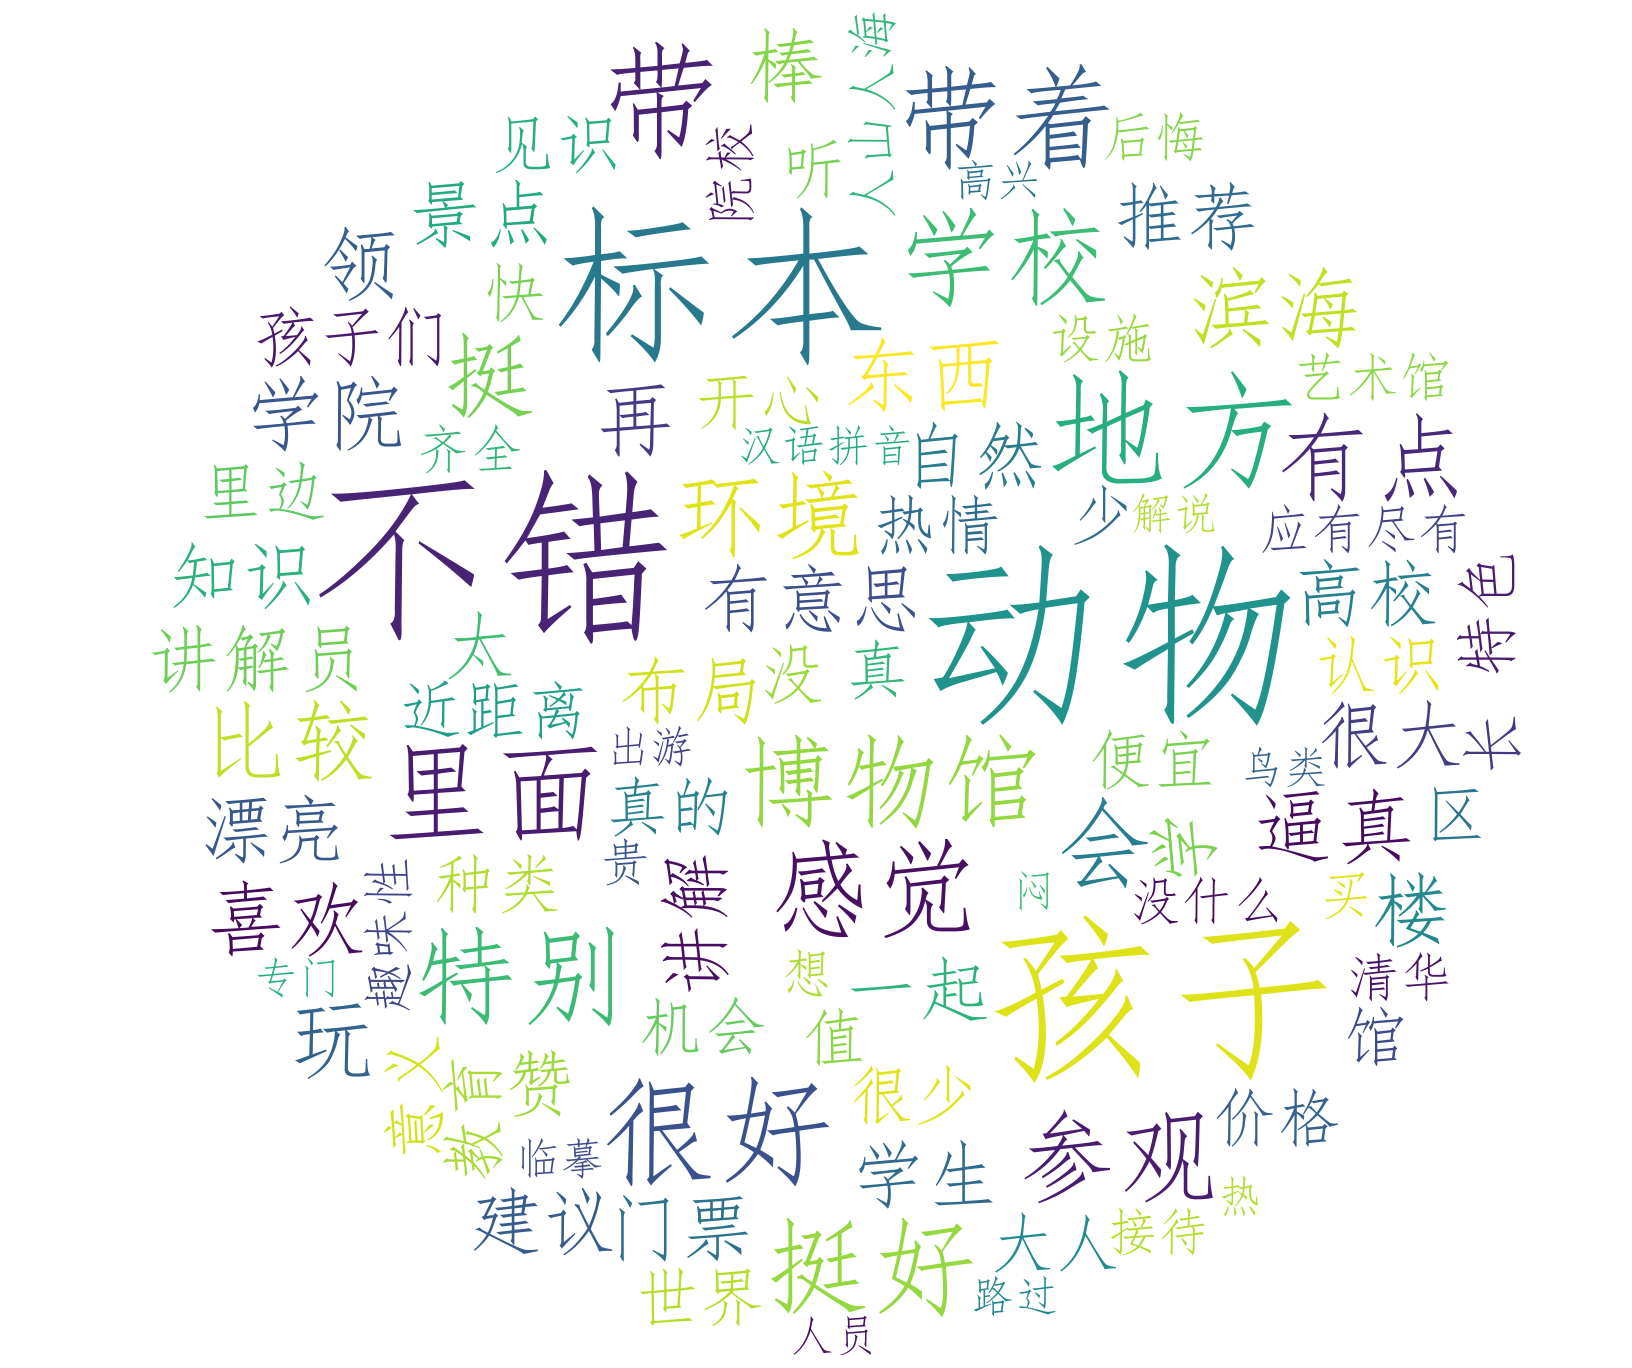 人山人海
带
棒
带着
见识
院校
听
后悔
高兴
景点
推荐
标本
学校
领
快
滨海
孩子们
挺
设施
东西
艺术馆
学院
再
开心
地方
有点
齐全
汉语拼音
自然
里边
不错
环境
热情
少
解说
应有尽有
知识
有意思
动物
高校
特色
讲解员
太
布局
没
真
认识
近距离
比较
里面
出游
博物馆
便宜
鸟类
很大
长
漂亮
真的
会
学
逼真
区
贵
喜欢
趣味性
种类
讲解
感觉
闷
没什么
买
楼
专门
特别
想
一起
孩子
清华
玩
机会
值
馆
意义
教育
赞
很好
很少
参观
价格
临摹
学生
建议
门票
挺好
大人
接待
热
世界
路过
人员